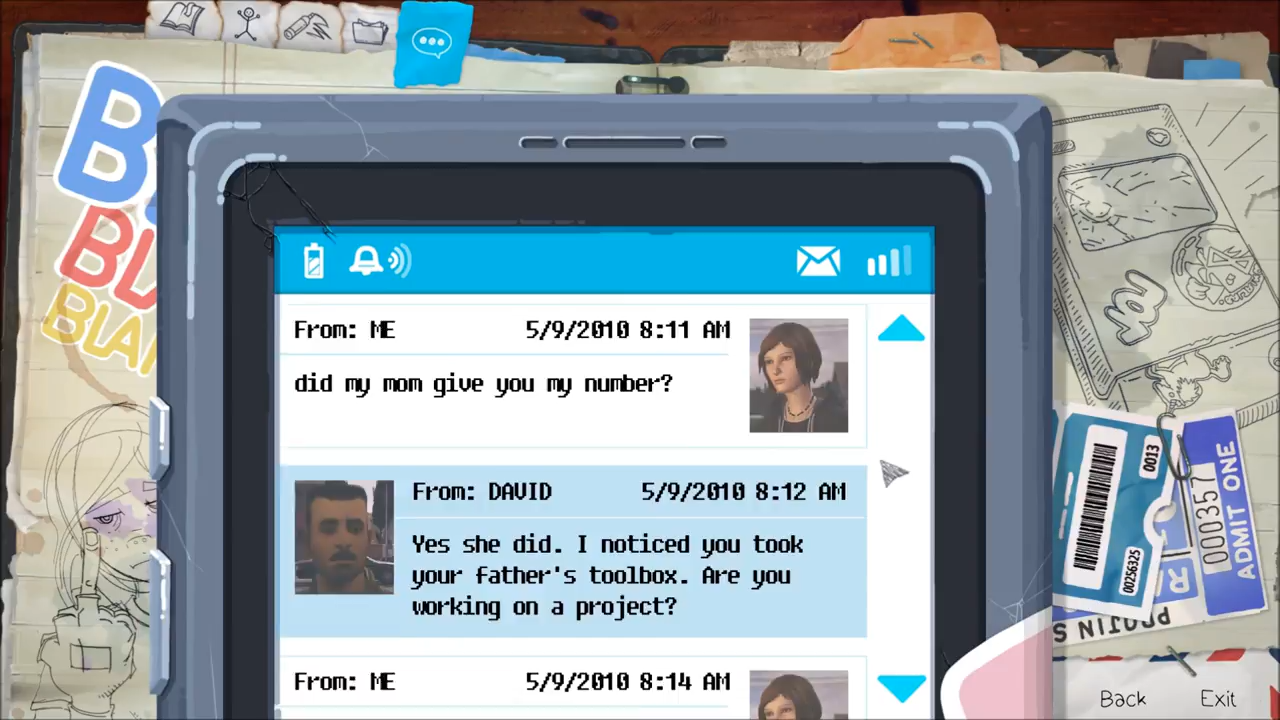 From: ME 5/9/2010 8:11 AM
did my mom give you my number?
From: DAVID 5/9/2010 8:12 AM
Yes she did. I noticed you took
your father's toolbox. Are you
working on a project?
From: ME 5/9/2010 8:14 AM
0013
00256325
000357
ADMIT ONE
Back Exit